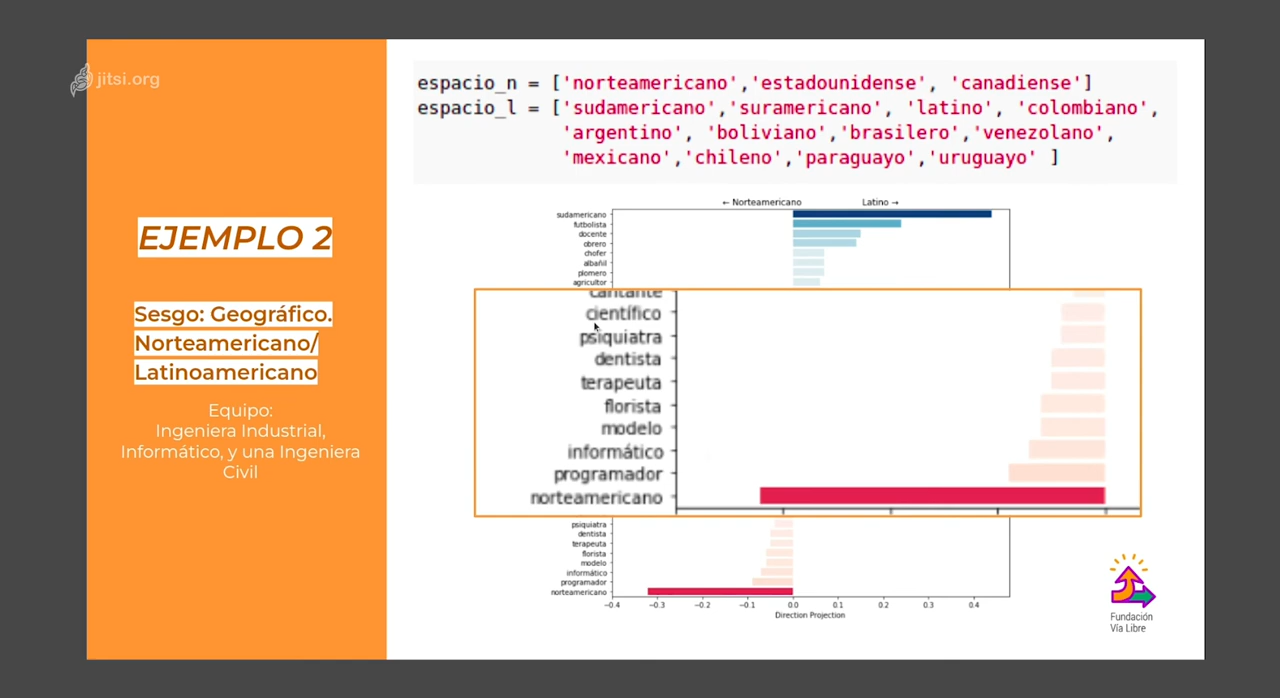 jitsi.org
EJEMPLO 2
Sesgo: Geográfico.
Norteamericano/
Latinoamericano
Equipo:
Ingeniera Industrial,
Informático, y una Ingeniera
Civil
espacio_n = ['norteamericano','estadounidense', 'canadiense']
espacio_l = ['sudamericano','suramericano', 'latino', 'colombiano',
'argentino', 'boliviano','brasilero','venezolano',
'mexicano','chileno','paraguayo','uruguayo' ]
← Norteamericano Latino →
sudamericano
futbolista
docente
obrero
chofer
albañil
plomero
agricultor
cantante
científico
psiquiatra
dentista
terapeuta
florista
modelo
informático
programador
norteamericano
psiquiatra
dentista
terapeuta
florista
modelo
informático
programador
norteamericano
−0.4 −0.3 −0.2 −0.1 0.0 0.1 0.2 0.3 0.4
Direction Projection
Fundación
Vía Libre